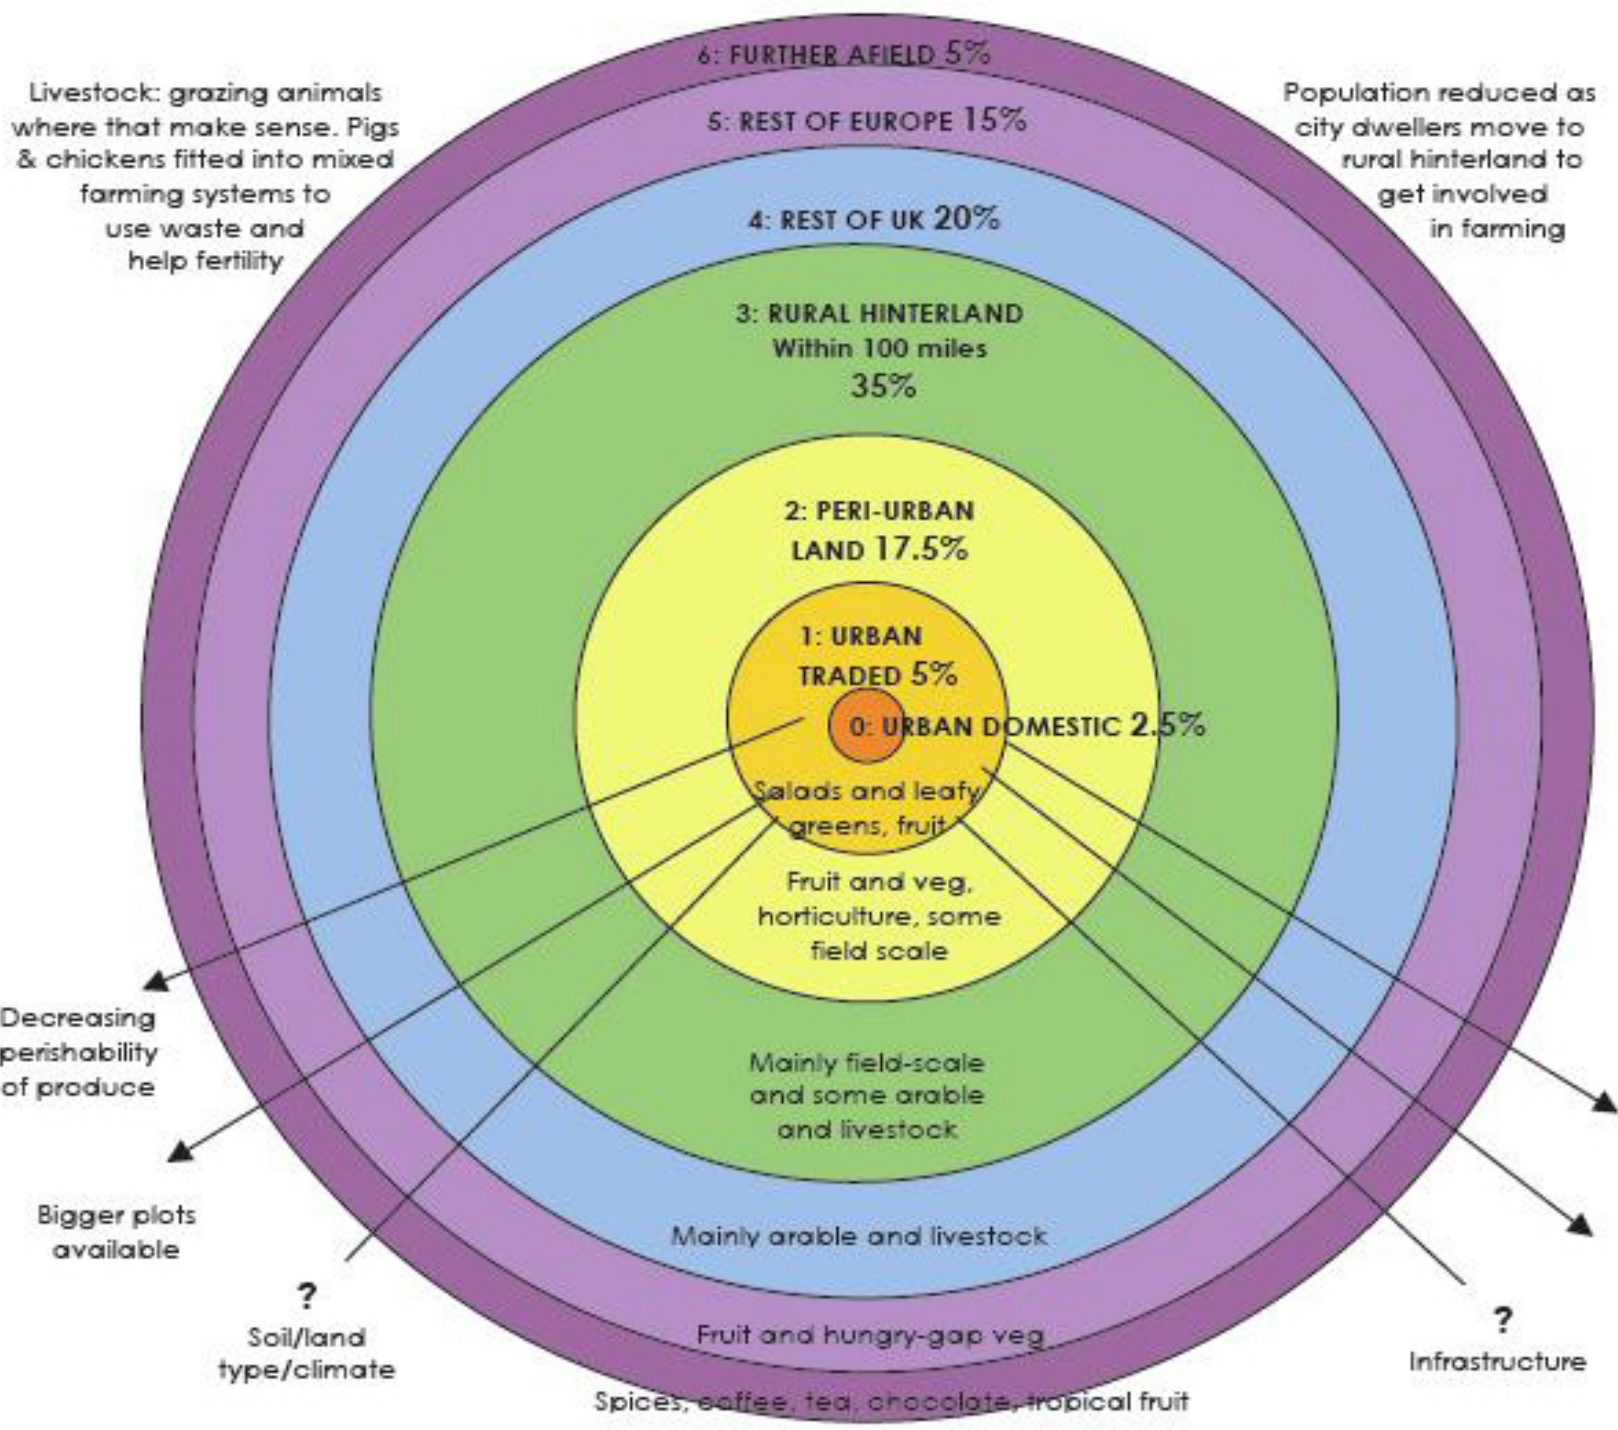 6: FURTHER AFIELD 5%
5: REST OF EUROPE 15%
4: REST OF UK 20%
3: RURAL HINTERLAND
Within 100 miles
35%
2: PERI-URBAN
LAND 17.5%
1: URBAN
TRADED 5%
0: URBAN DOMESTIC 2.5%
Salads and leafy
greens, fruit
Fruit and veg,
horticulture, some
field scale
Mainly field-scale
and some arable
and livestock
Mainly arable and livestock
Fruit and hungry-gap veg
Spices, coffee, tea, chocolate, tropical fruit
Livestock: grazing animals
where that make sense. Pigs
& chickens fitted into mixed
farming systems to
use waste and
help fertility
Population reduced as
city dwellers move to
rural hinterland to
get involved
in farming
Decreasing
perishability
of produce
Bigger plots
available
?
Soil/land
type/climate
?
Infrastructure